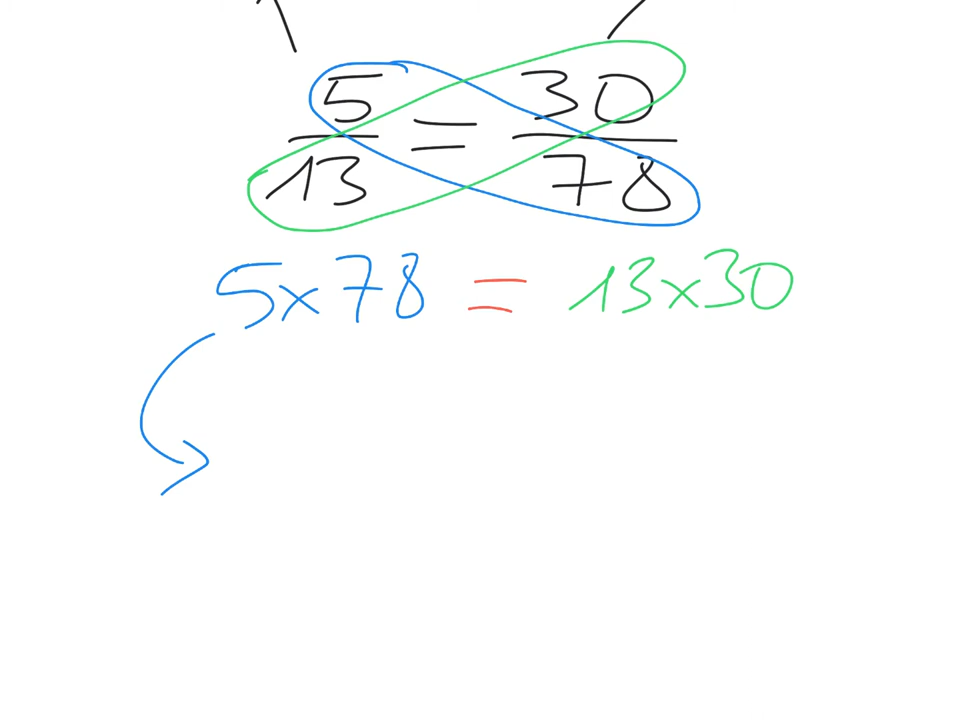 5/13 = 30/78
5x78 = 13x30